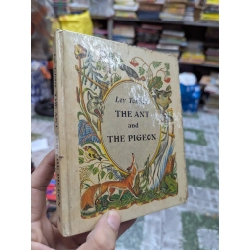 Lev Tolstoy
THE ANT
and
THE PIGEON